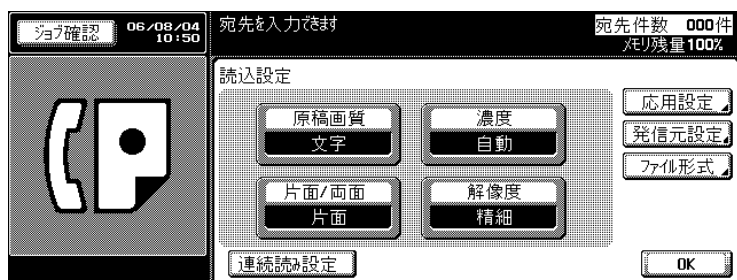 ジョブ確認
06/08/04
10:50
宛先を入力できます
宛先件数 000件
メモリ残量100%
読込設定
原稿画質
文字
濃度
自動
片面/両面
片面
解像度
精細
応用設定
発信元設定
ファイル形式
連続読み設定
OK